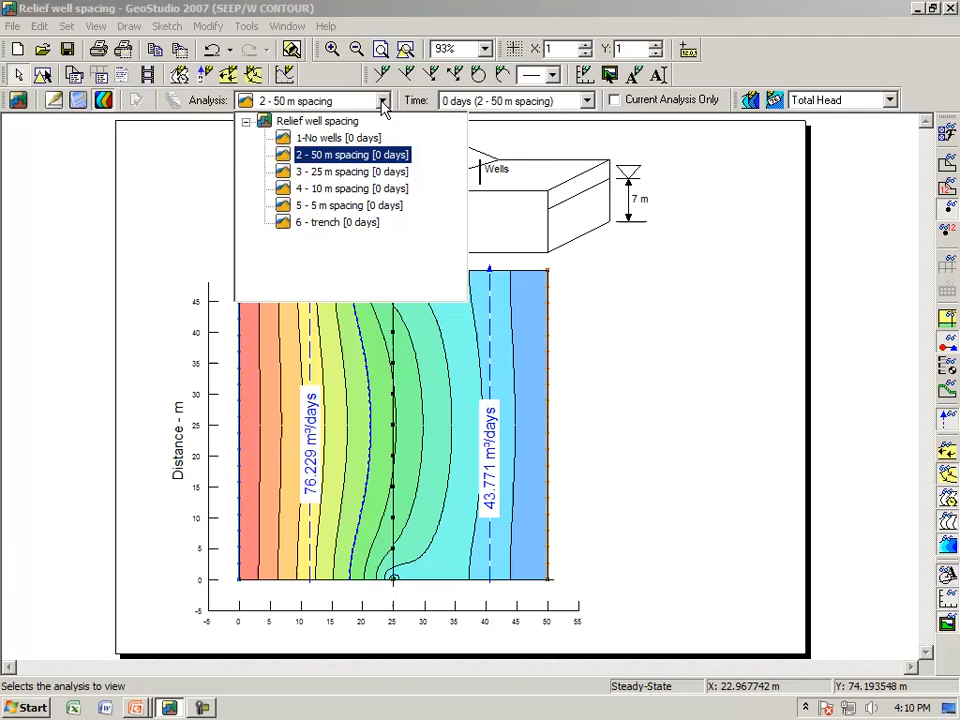 Relief well spacing - GeoStudio 2007 (SEEP/W CONTOUR)
File Edit Set View Draw Sketch Modify Tools Window Help
93% X: 1 Y: 1
Analysis: 2 - 50 m spacing Time: 0 days (2 - 50 m spacing) Current Analysis Only Total Head
Relief well spacing
1-No wells [0 days]
2 - 50 m spacing [0 days]
3 - 25 m spacing [0 days]
4 - 10 m spacing [0 days]
5 - 5 m spacing [0 days]
6 - trench [0 days]
Wells
7 m
45
40
35
30
25
20
15
10
5
0
-5
Distance - m
76.229 m³/days
43.771 m³/days
-5 0 5 10 15 20 25 30 35 40 45 50 55
Selects the analysis to view
Steady-State X: 22.967742 m Y: 74.193548 m
Start
4:10 PM